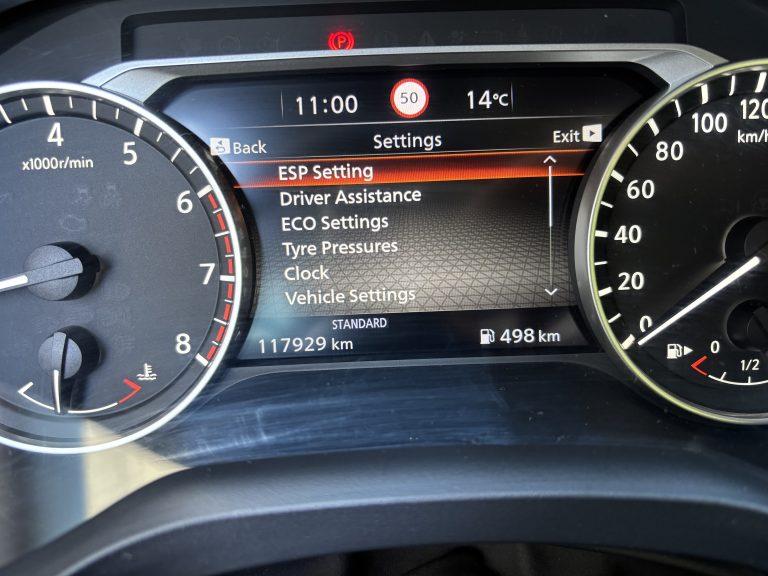 P
11:00 50 14°C
Back Settings Exit
ESP Setting
Driver Assistance
ECO Settings
Tyre Pressures
Clock
Vehicle Settings
STANDARD
117929 km 498 km
4
x1000r/min
5
6
7
8
0
20
40
60
80
100
120
km/h
0
1/2